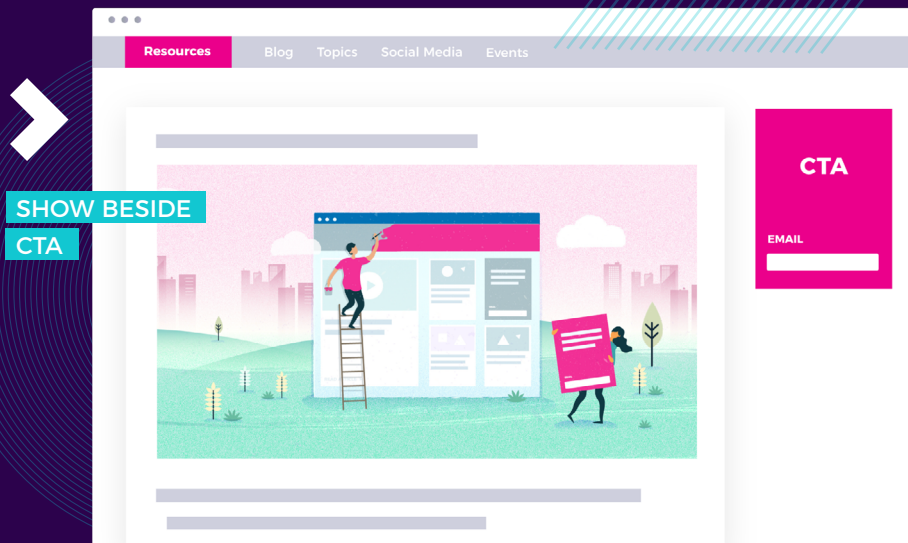 Resources Blog Topics Social Media Events
SHOW BESIDE
CTA
CTA
EMAIL